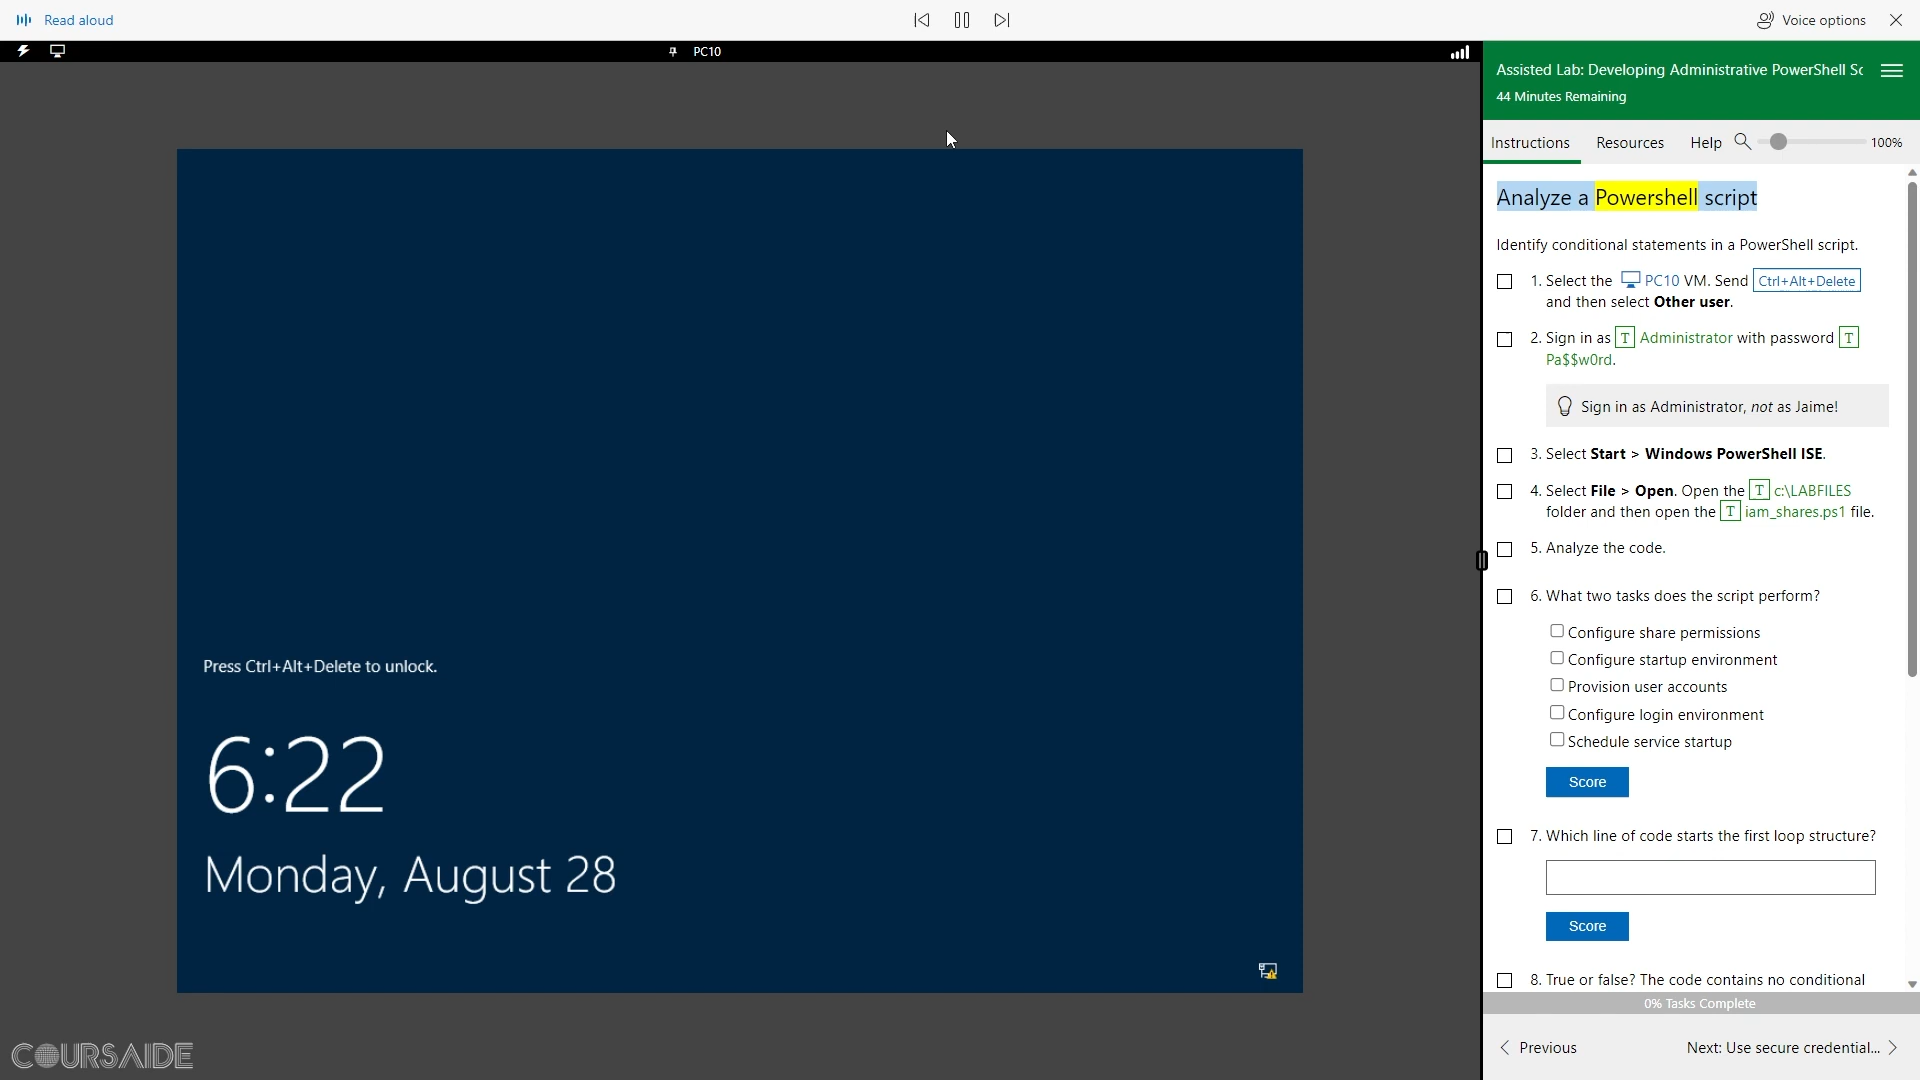 Read aloud
Voice options
PC10
Assisted Lab: Developing Administrative PowerShell Sc
44 Minutes Remaining
Instructions Resources Help 100%
Analyze a Powershell script
Identify conditional statements in a PowerShell script.
1. Select the PC10 VM. Send Ctrl+Alt+Delete
and then select Other user.
2. Sign in as T Administrator with password T
Pa$$w0rd.
Sign in as Administrator, not as Jaime!
3. Select Start > Windows PowerShell ISE.
4. Select File > Open. Open the T c:\LABFILES
folder and then open the T iam_shares.ps1 file.
5. Analyze the code.
6. What two tasks does the script perform?
Configure share permissions
Configure startup environment
Provision user accounts
Configure login environment
Schedule service startup
Score
7. Which line of code starts the first loop structure?
Score
8. True or false? The code contains no conditional
0% Tasks Complete
Previous
Next: Use secure credential...
Press Ctrl+Alt+Delete to unlock.
6:22
Monday, August 28
COURSAIDE